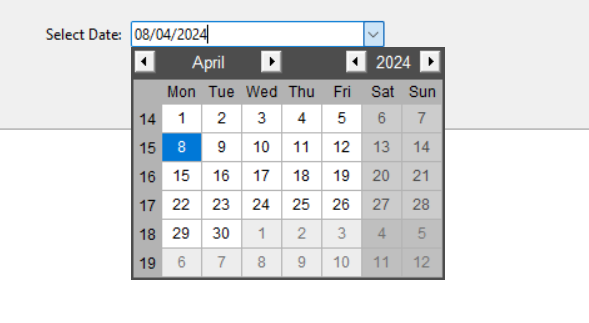 Select Date: 08/04/2024
April 2024
Mon Tue Wed Thu Fri Sat Sun
14 1 2 3 4 5 6 7
15 8 9 10 11 12 13 14
16 15 16 17 18 19 20 21
17 22 23 24 25 26 27 28
18 29 30 1 2 3 4 5
19 6 7 8 9 10 11 12